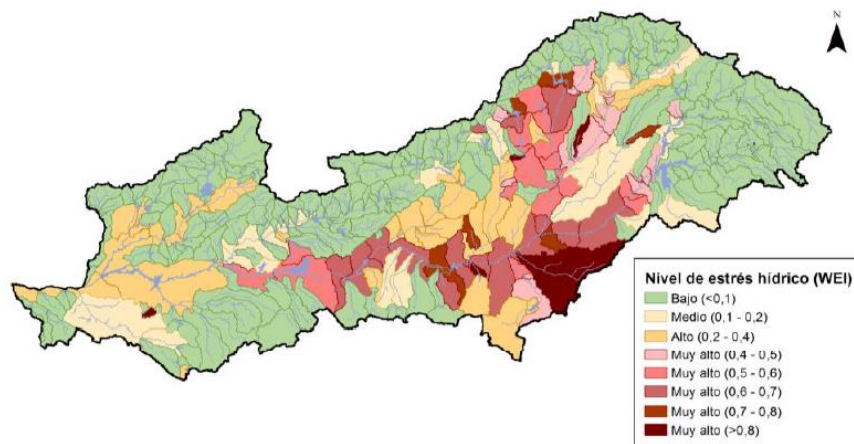 N
Nivel de estrés hídrico (WEI)
Bajo (<0,1)
Medio (0,1 - 0,2)
Alto (0,2 - 0,4)
Muy alto (0,4 - 0,5)
Muy alto (0,5 - 0,6)
Muy alto (0,6 - 0,7)
Muy alto (0,7 - 0,8)
Muy alto (>0,8)